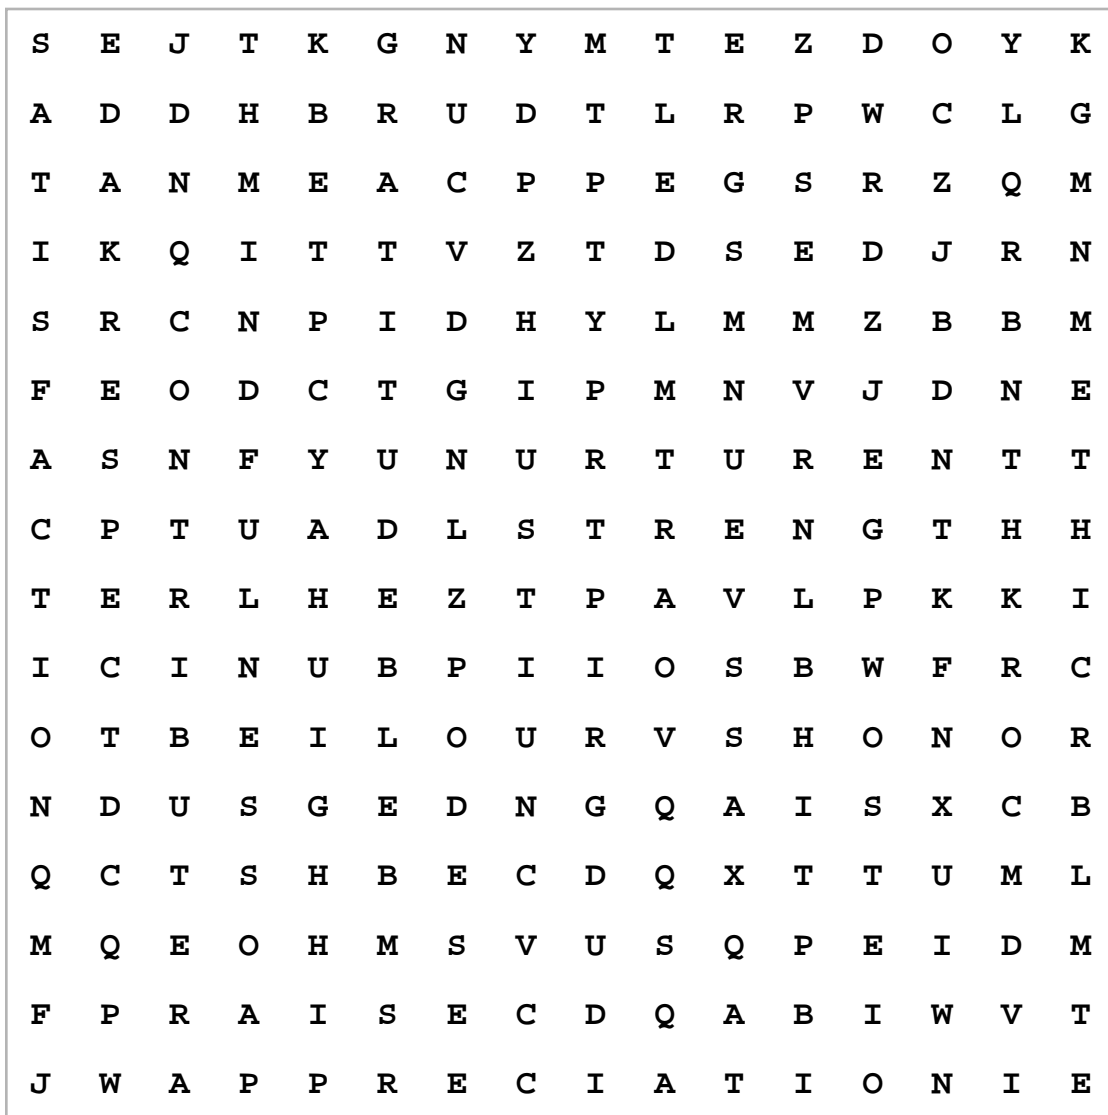 S E J T K G N Y M T E Z D O Y K
A D D H B R U D T L R P W C L G
T A N M E A C P P E G S R Z Q M
I K Q I T T V Z T D S E D J R N
S R C N P I D H Y L M M Z B B M
F E O D C T G I P M N V J D N E
A S N F Y U N U R T U R E N T T
C P T U A D L S T R E N G T H H
T E R L H E Z T P A V L P K K I
I C I N U B P I I O S B W F R C
O T B E I L O U R V S H O N O R
N D U S G E D N G Q A I S X C B
Q C T S H B E C D Q X T T U M L
M Q E O H M S V U S Q P E I D M
F P R A I S E C D Q A B I W V T
J W A P P R E C I A T I O N I E